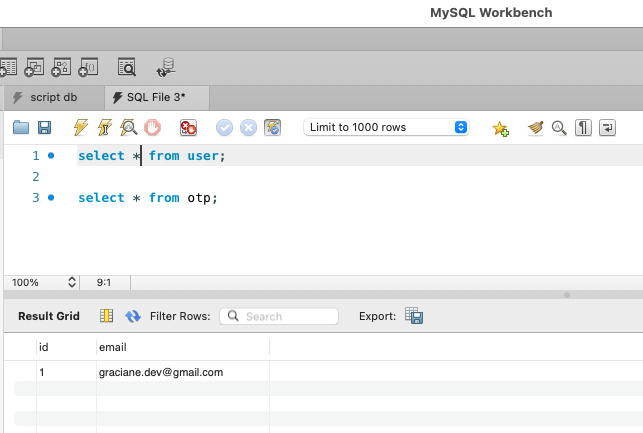 MySQL Workbench
script db
SQL File 3*
Limit to 1000 rows
1 select * from user;
2
3 select * from otp;
100% 9:1
Result Grid Filter Rows: Search Export:
id email
1 graciane.dev@gmail.com